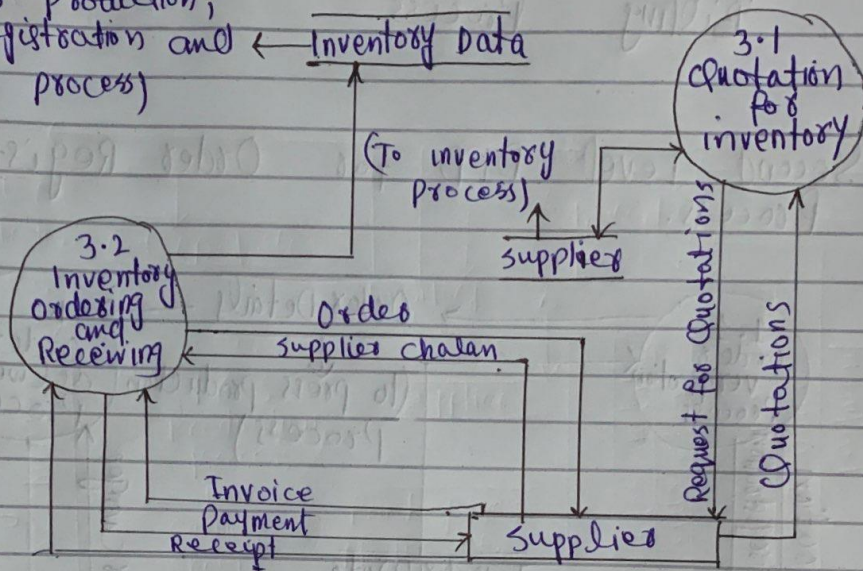 gistration and
process)
Inventory Data
3.1
Quotation
for
inventory
(To inventory
process)
supplier
3.2
Inventory
Ordering
and
Receiving
Order
Supplier chalan
Request for Quotations
Quotations
Invoice
Payment
Receipt
Supplier